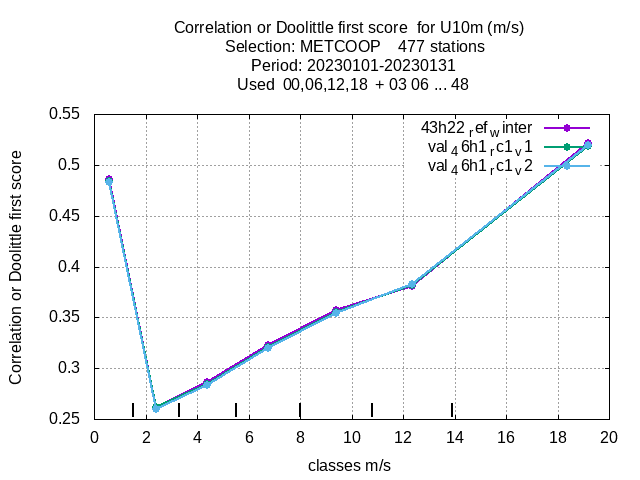 Correlation or Doolittle first score  for U10m (m/s)
Selection: METCOOP    477 stations
Period: 20230101-20230131
Used  00,06,12,18  + 03 06 ... 48
Correlation or Doolittle first score
0.55
0.5
0.45
0.4
0.35
0.3
0.25
43h22_ref_winter
val_46h1_rc1_v1
val_46h1_rc1_v2
0 2 4 6 8 10 12 14 16 18 20
classes m/s